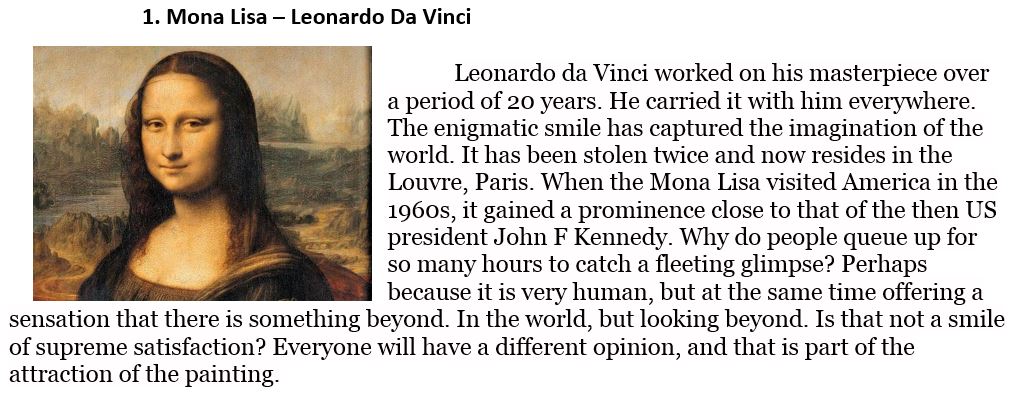 1. Mona Lisa – Leonardo Da Vinci
Leonardo da Vinci worked on his masterpiece over
a period of 20 years. He carried it with him everywhere.
The enigmatic smile has captured the imagination of the
world. It has been stolen twice and now resides in the
Louvre, Paris. When the Mona Lisa visited America in the
1960s, it gained a prominence close to that of the then US
president John F Kennedy. Why do people queue up for
so many hours to catch a fleeting glimpse? Perhaps
because it is very human, but at the same time offering a
sensation that there is something beyond. In the world, but looking beyond. Is that not a smile
of supreme satisfaction? Everyone will have a different opinion, and that is part of the
attraction of the painting.